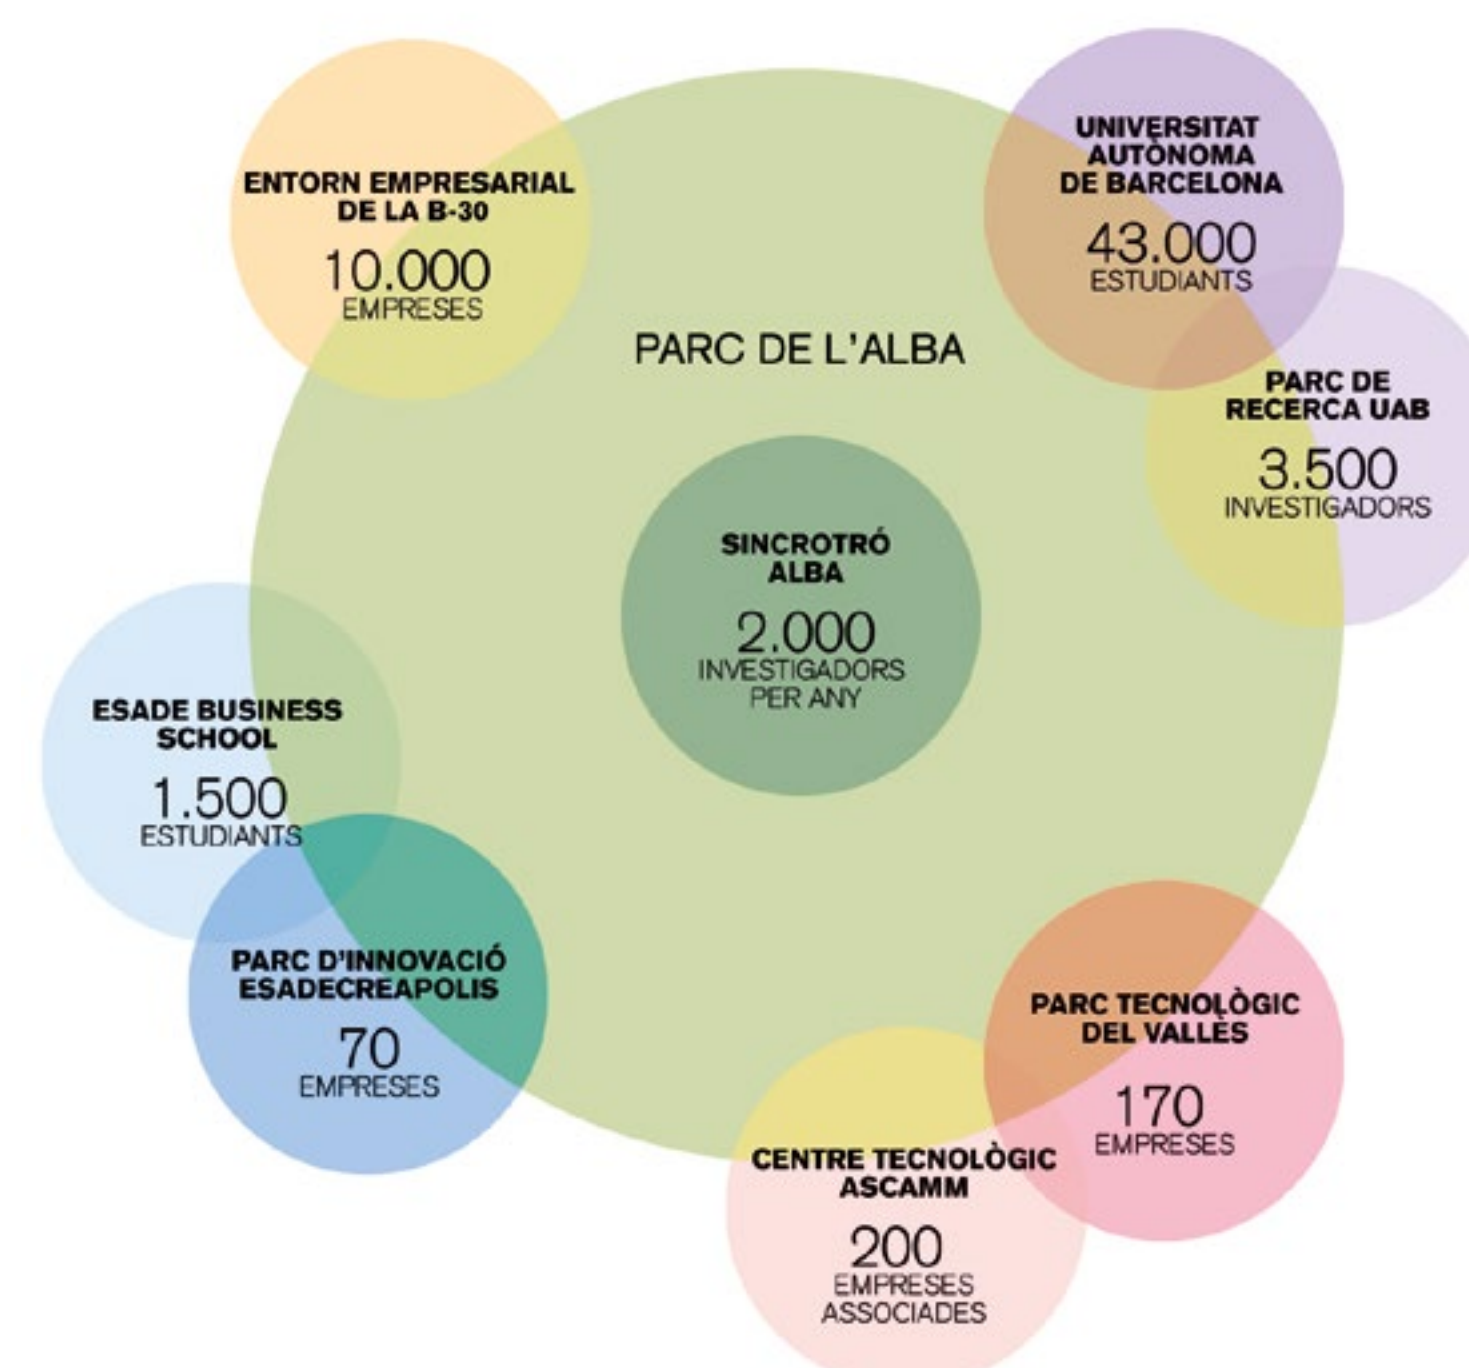 ENTORN EMPRESARIAL
DE LA B-30
10.000
EMPRESES
UNIVERSITAT
AUTÒNOMA
DE BARCELONA
43.000
ESTUDIANTS
PARC DE L'ALBA
PARC DE
RECERCA UAB
3.500
INVESTIGADORS
SINCROTRÓ
ALBA
2.000
INVESTIGADORS
PER ANY
ESADE BUSINESS
SCHOOL
1.500
ESTUDIANTS
PARC D'INNOVACIÓ
ESADECREAPOLIS
70
EMPRESES
PARC TECNOLÒGIC
DEL VALLÈS
170
EMPRESES
CENTRE TECNOLÒGIC
ASCAMM
200
EMPRESES
ASSOCIADES